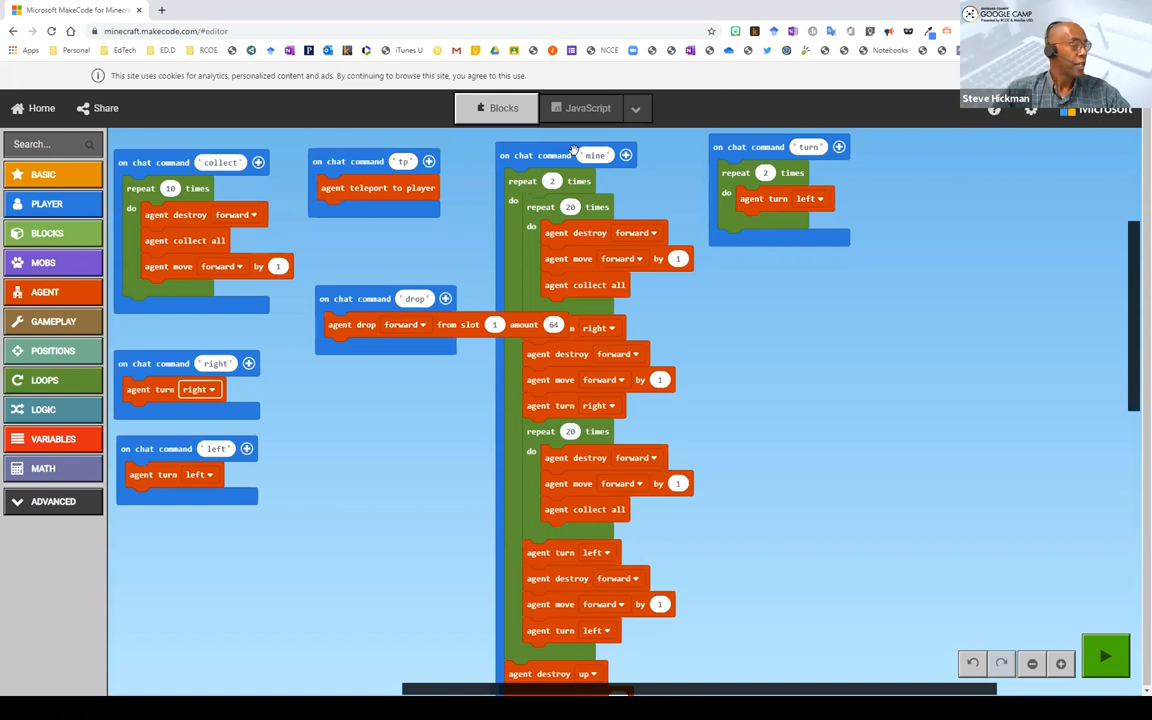 Microsoft MakeCode for Minecra
minecraft.makecode.com/#editor
Apps
Personal
EdTech
ED.D
RCOE
iTunes U
NCCE
Notebooks
This site uses cookies for analytics, personalized content and ads. By continuing to browse this site, you agree to this use.
GOOGLE CAMP
Steve Hickman
Home
Share
Blocks
JavaScript
Microsoft
Search...
BASIC
PLAYER
BLOCKS
MOBS
AGENT
GAMEPLAY
POSITIONS
LOOPS
LOGIC
VARIABLES
MATH
ADVANCED
on chat command "collect"
repeat 10 times
do
agent destroy forward
agent collect all
agent move forward by 1
on chat command "right"
agent turn right
on chat command "left"
agent turn left
on chat command "tp"
agent teleport to player
on chat command "drop"
agent drop forward from slot 1 amount 64
on chat command "mine"
repeat 2 times
do
repeat 20 times
do
agent destroy forward
agent move forward by 1
agent collect all
n right
agent destroy forward
agent move forward by 1
agent turn right
repeat 20 times
do
agent destroy forward
agent move forward by 1
agent collect all
agent turn left
agent destroy forward
agent move forward by 1
agent turn left
agent destroy up
on chat command "turn"
repeat 2 times
do
agent turn left